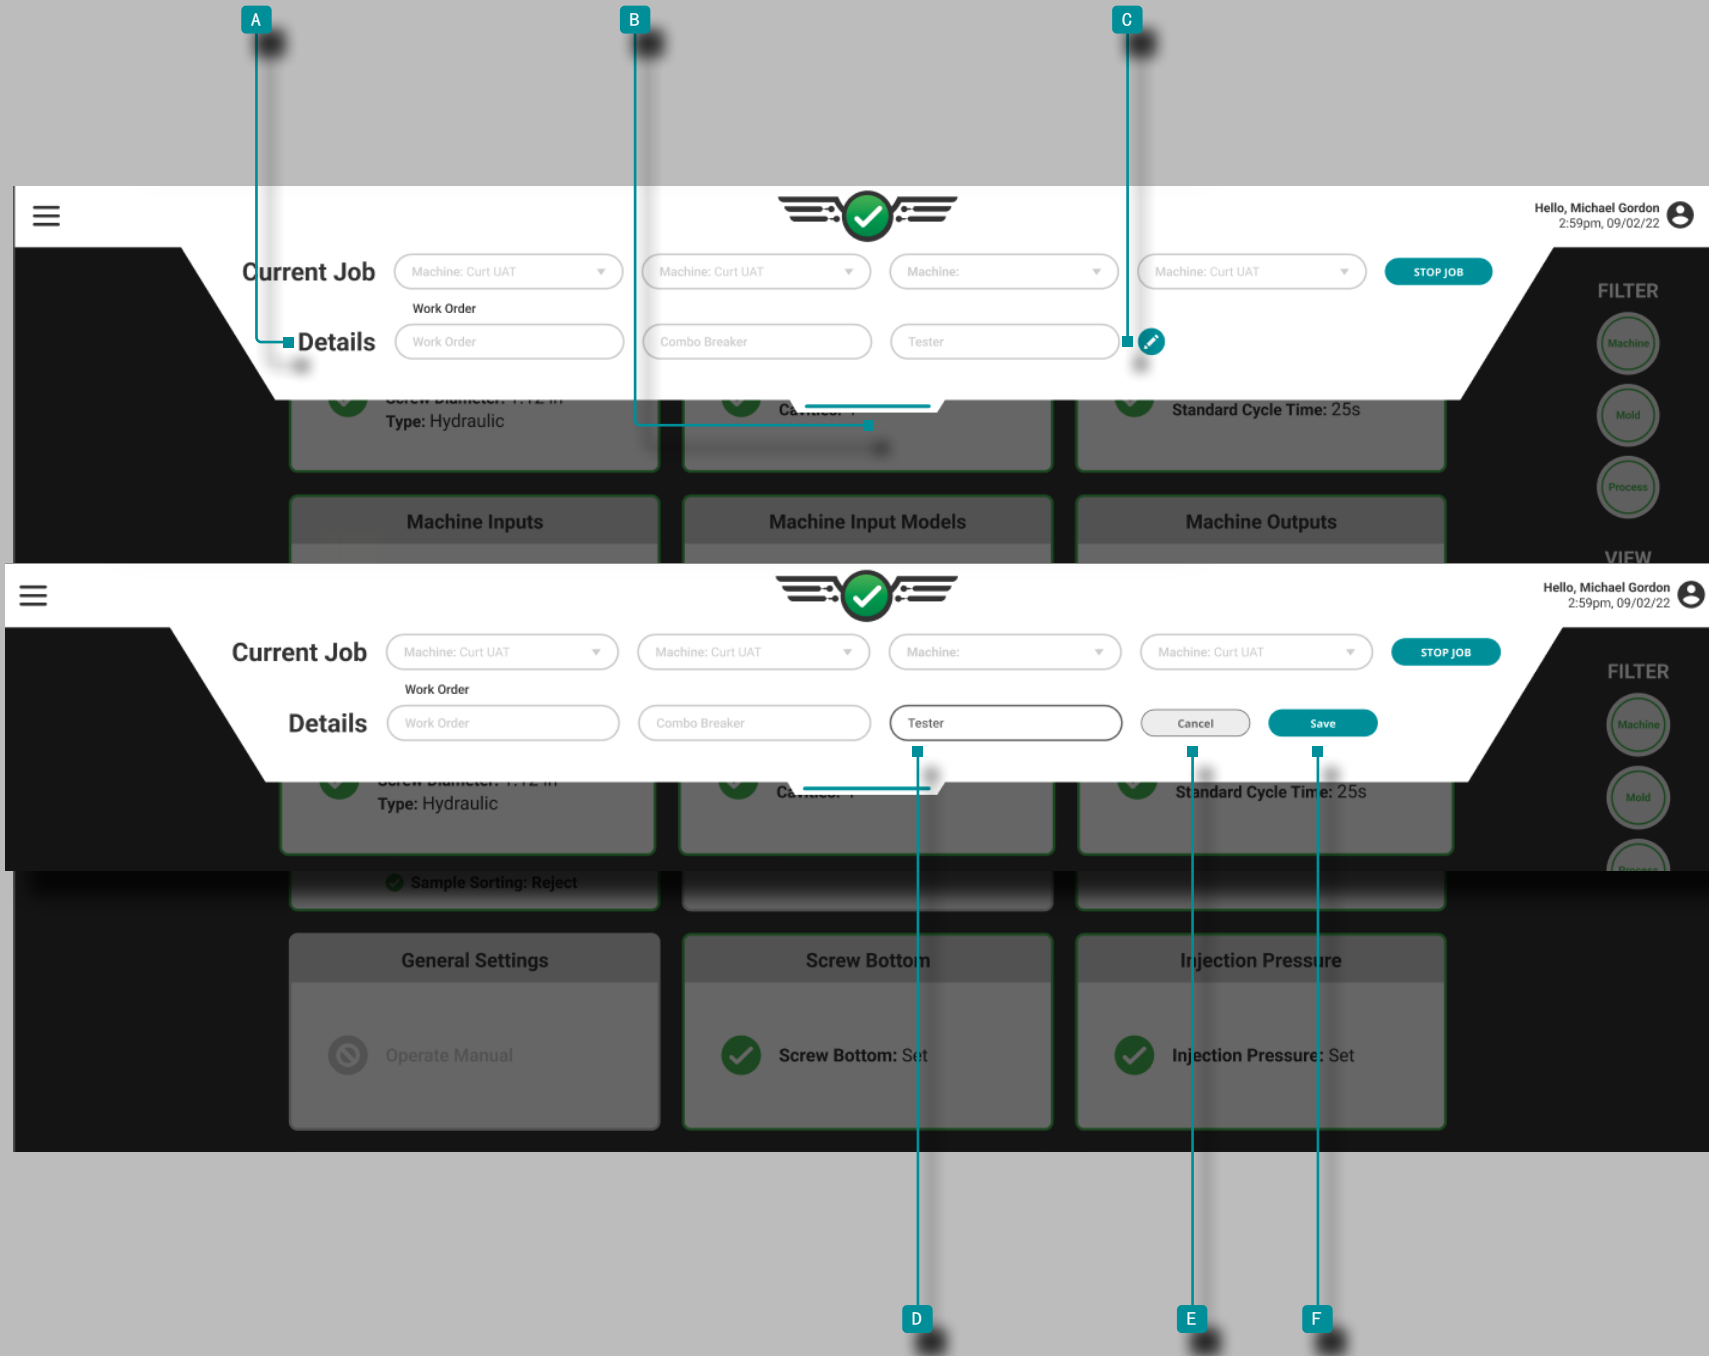 A
B
C
Hello, Michael Gordon
2:59pm, 09/02/22
Current Job
Machine: Curt UAT
Machine: Curt UAT
Machine:
Machine: Curt UAT
STOP JOB
Work Order
Details
Work Order
Combo Breaker
Tester
FILTER
Machine
Mold
Process
VIEW
Type: Hydraulic
Standard Cycle Time: 25s
Machine Inputs
Machine Input Models
Machine Outputs
Hello, Michael Gordon
2:59pm, 09/02/22
Current Job
Machine: Curt UAT
Machine: Curt UAT
Machine:
Machine: Curt UAT
STOP JOB
Work Order
Details
Work Order
Combo Breaker
Tester
Cancel
Save
FILTER
Machine
Mold
Type: Hydraulic
Standard Cycle Time: 25s
Sample Sorting: Reject
General Settings
Screw Bottom
Injection Pressure
Operate Manual
Screw Bottom: Set
Injection Pressure: Set
D
E
F